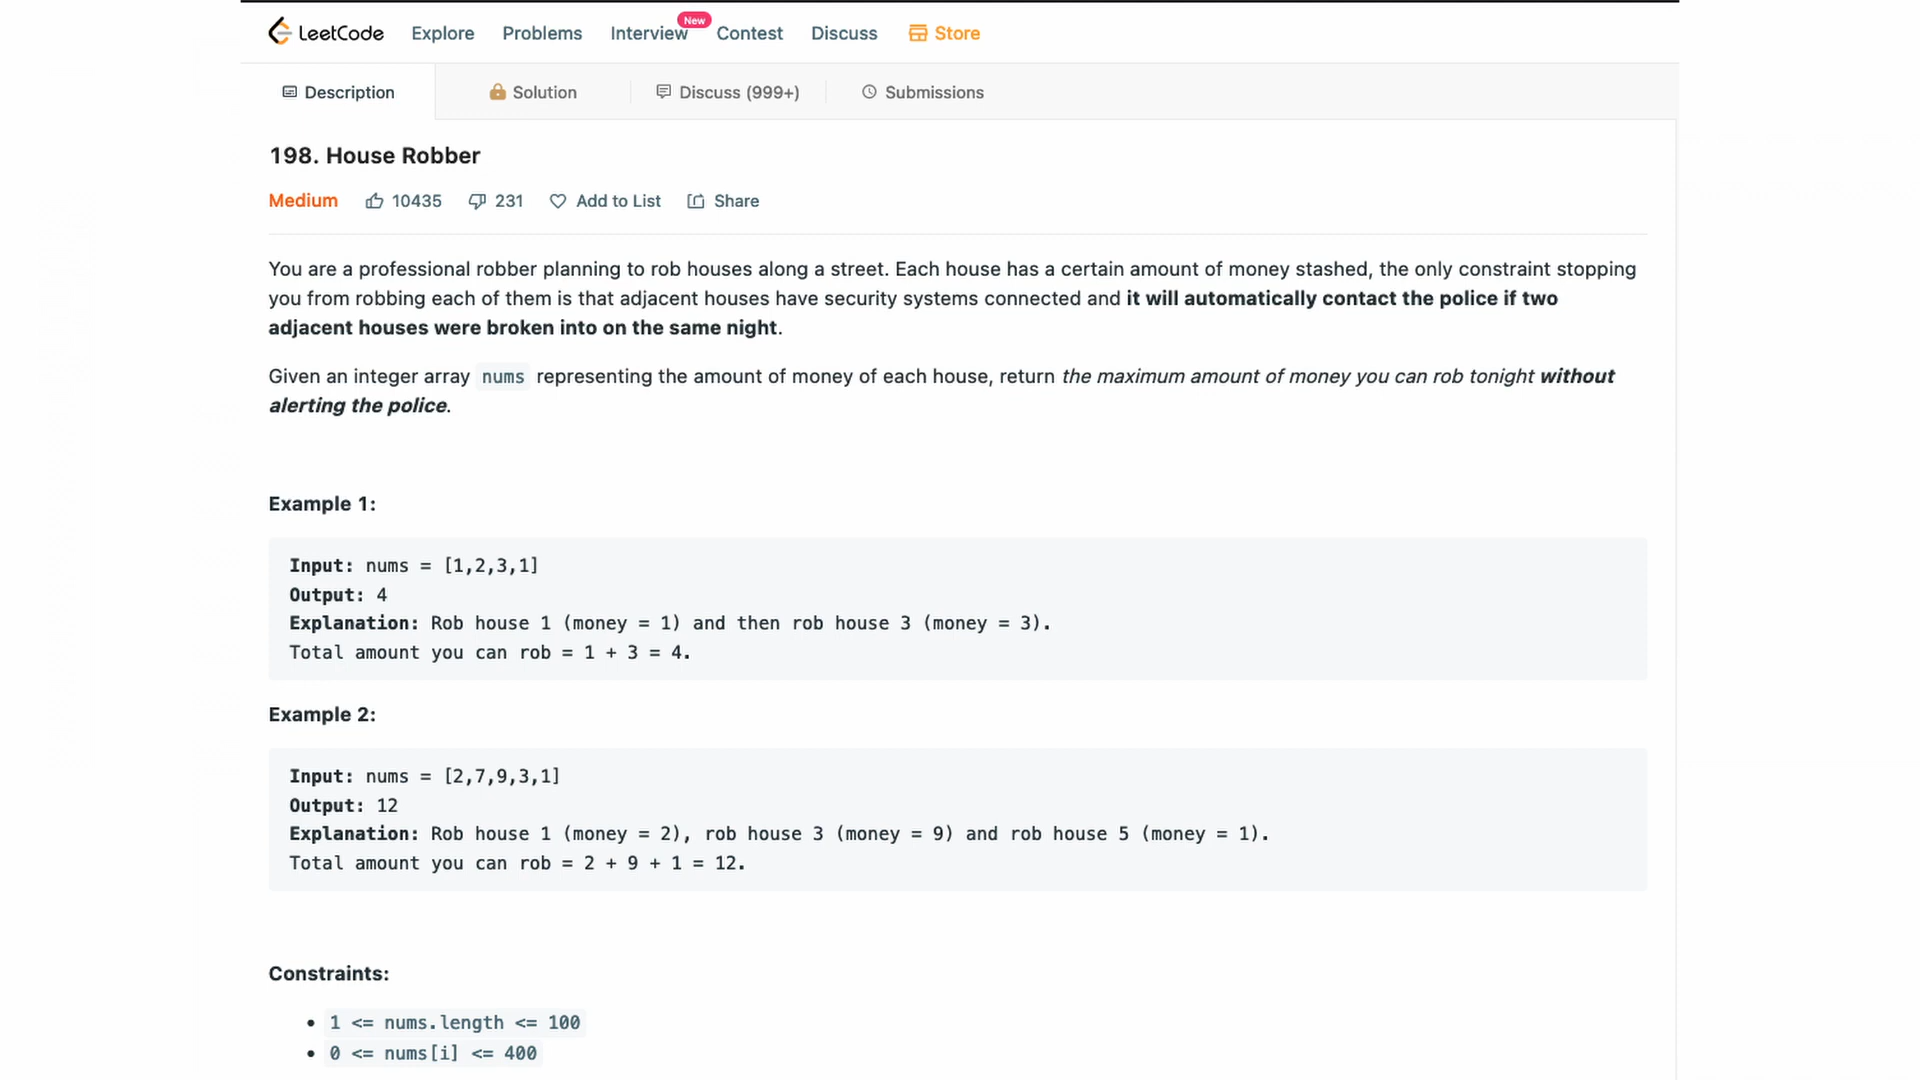 LeetCode Explore Problems Interview New Contest Discuss Store
Description Solution Discuss (999+) Submissions
198. House Robber
Medium 10435 231 Add to List Share
You are a professional robber planning to rob houses along a street. Each house has a certain amount of money stashed, the only constraint stopping
you from robbing each of them is that adjacent houses have security systems connected and it will automatically contact the police if two
adjacent houses were broken into on the same night.
Given an integer array nums representing the amount of money of each house, return the maximum amount of money you can rob tonight without
alerting the police.
Example 1:
Input: nums = [1,2,3,1]
Output: 4
Explanation: Rob house 1 (money = 1) and then rob house 3 (money = 3).
Total amount you can rob = 1 + 3 = 4.
Example 2:
Input: nums = [2,7,9,3,1]
Output: 12
Explanation: Rob house 1 (money = 2), rob house 3 (money = 9) and rob house 5 (money = 1).
Total amount you can rob = 2 + 9 + 1 = 12.
Constraints:
• 1 <= nums.length <= 100
• 0 <= nums[i] <= 400